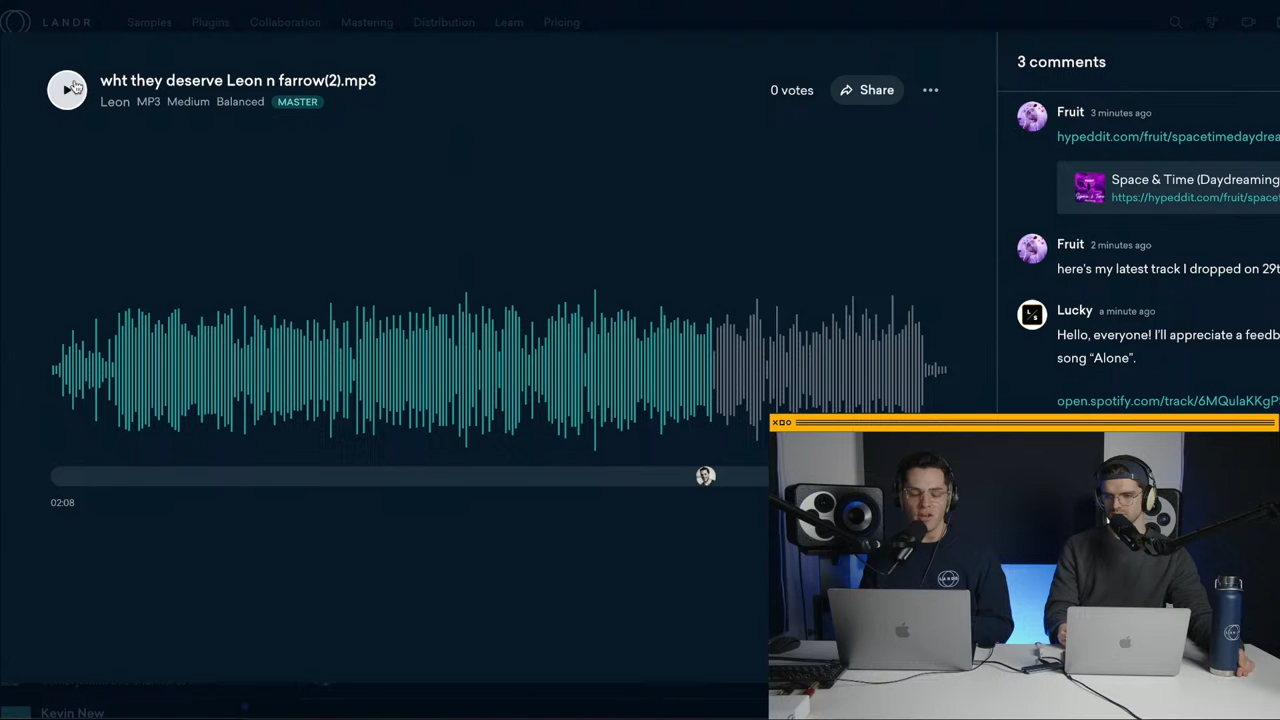 LANDR Samples Plugins Collaboration Mastering Distribution Learn Pricing
wht they deserve Leon n farrow(2).mp3
Leon MP3 Medium Balanced MASTER
0 votes
Share
02:08
3 comments
Fruit 3 minutes ago
hypeddit.com/fruit/spacetimedaydrea
Space & Time (Daydreaming
https://hypeddit.com/fruit/space
Fruit 2 minutes ago
here's my latest track I dropped on 29t
Lucky a minute ago
Hello, everyone! I'll appreciate a feedb
song "Alone".
open.spotify.com/track/6MQulaKKgP
LANDR
Kevin New